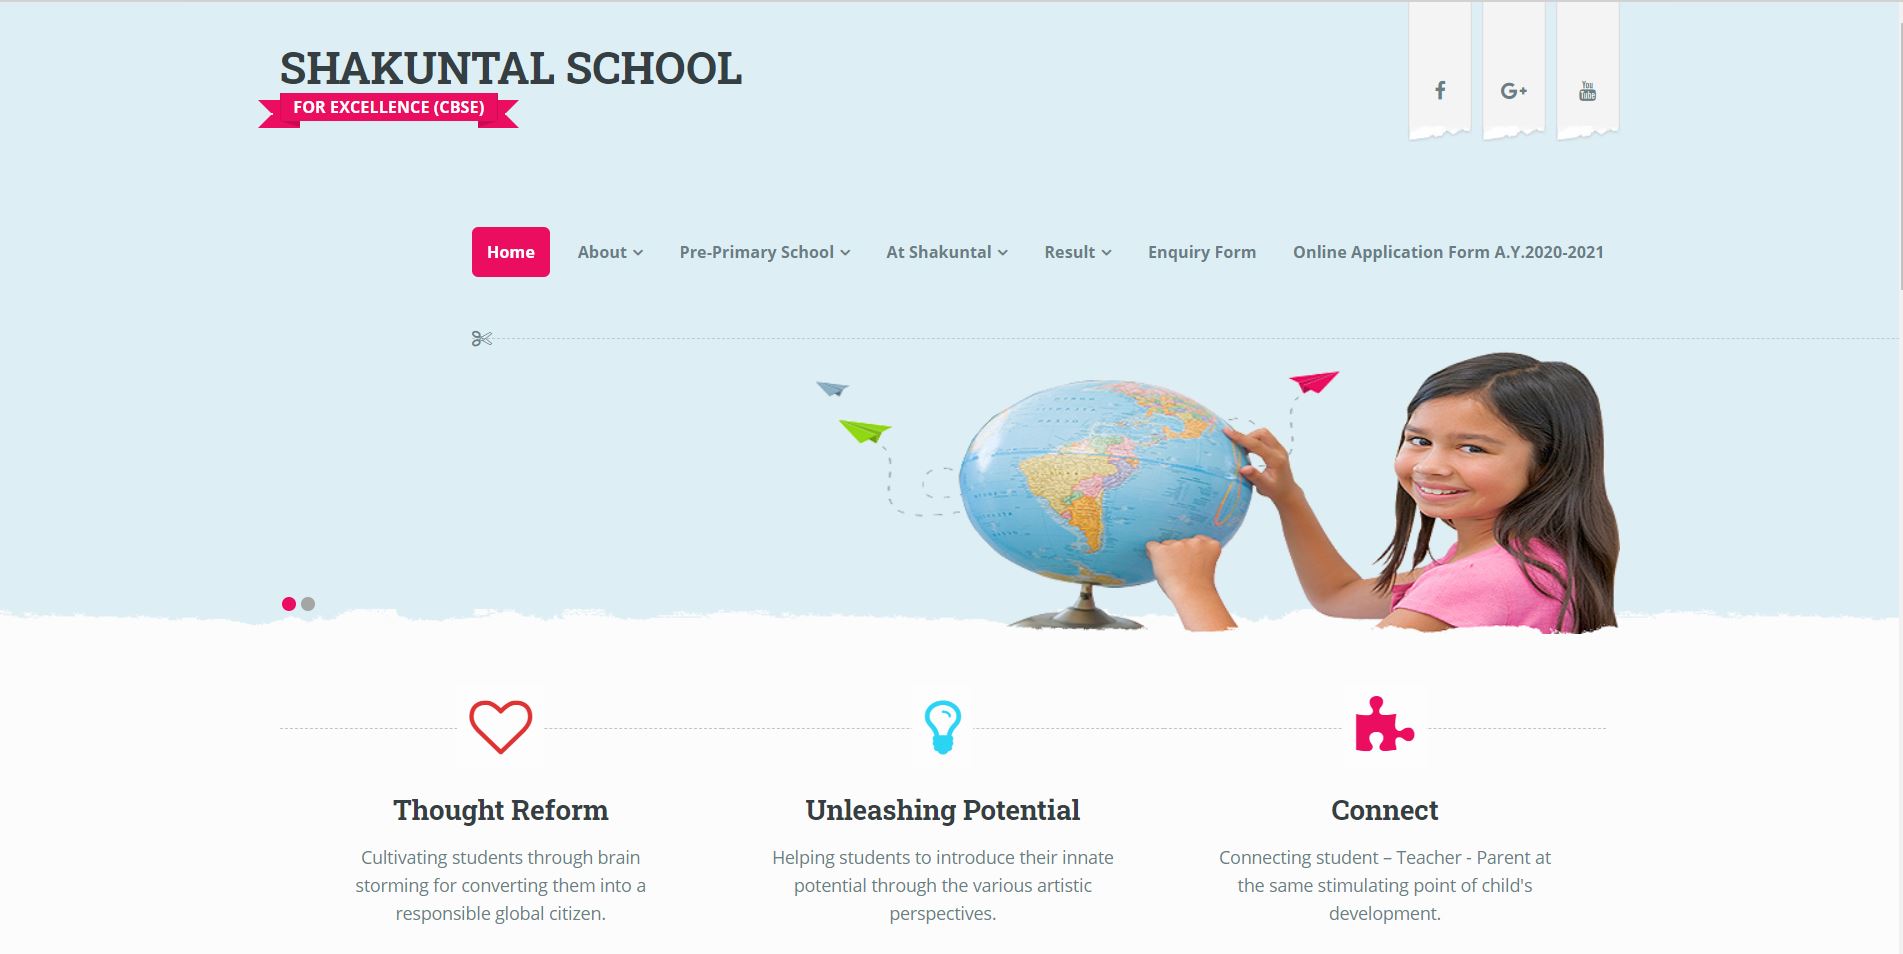 SHAKUNTAL SCHOOL
FOR EXCELLENCE (CBSE)
You
Tube
Home
About
Pre-Primary School
At Shakuntal
Result
Enquiry Form
Online Application Form A.Y.2020-2021
Thought Reform
Cultivating students through brain
storming for converting them into a
responsible global citizen.
Unleashing Potential
Helping students to introduce their innate
potential through the various artistic
perspectives.
Connect
Connecting student – Teacher - Parent at
the same stimulating point of child's
development.